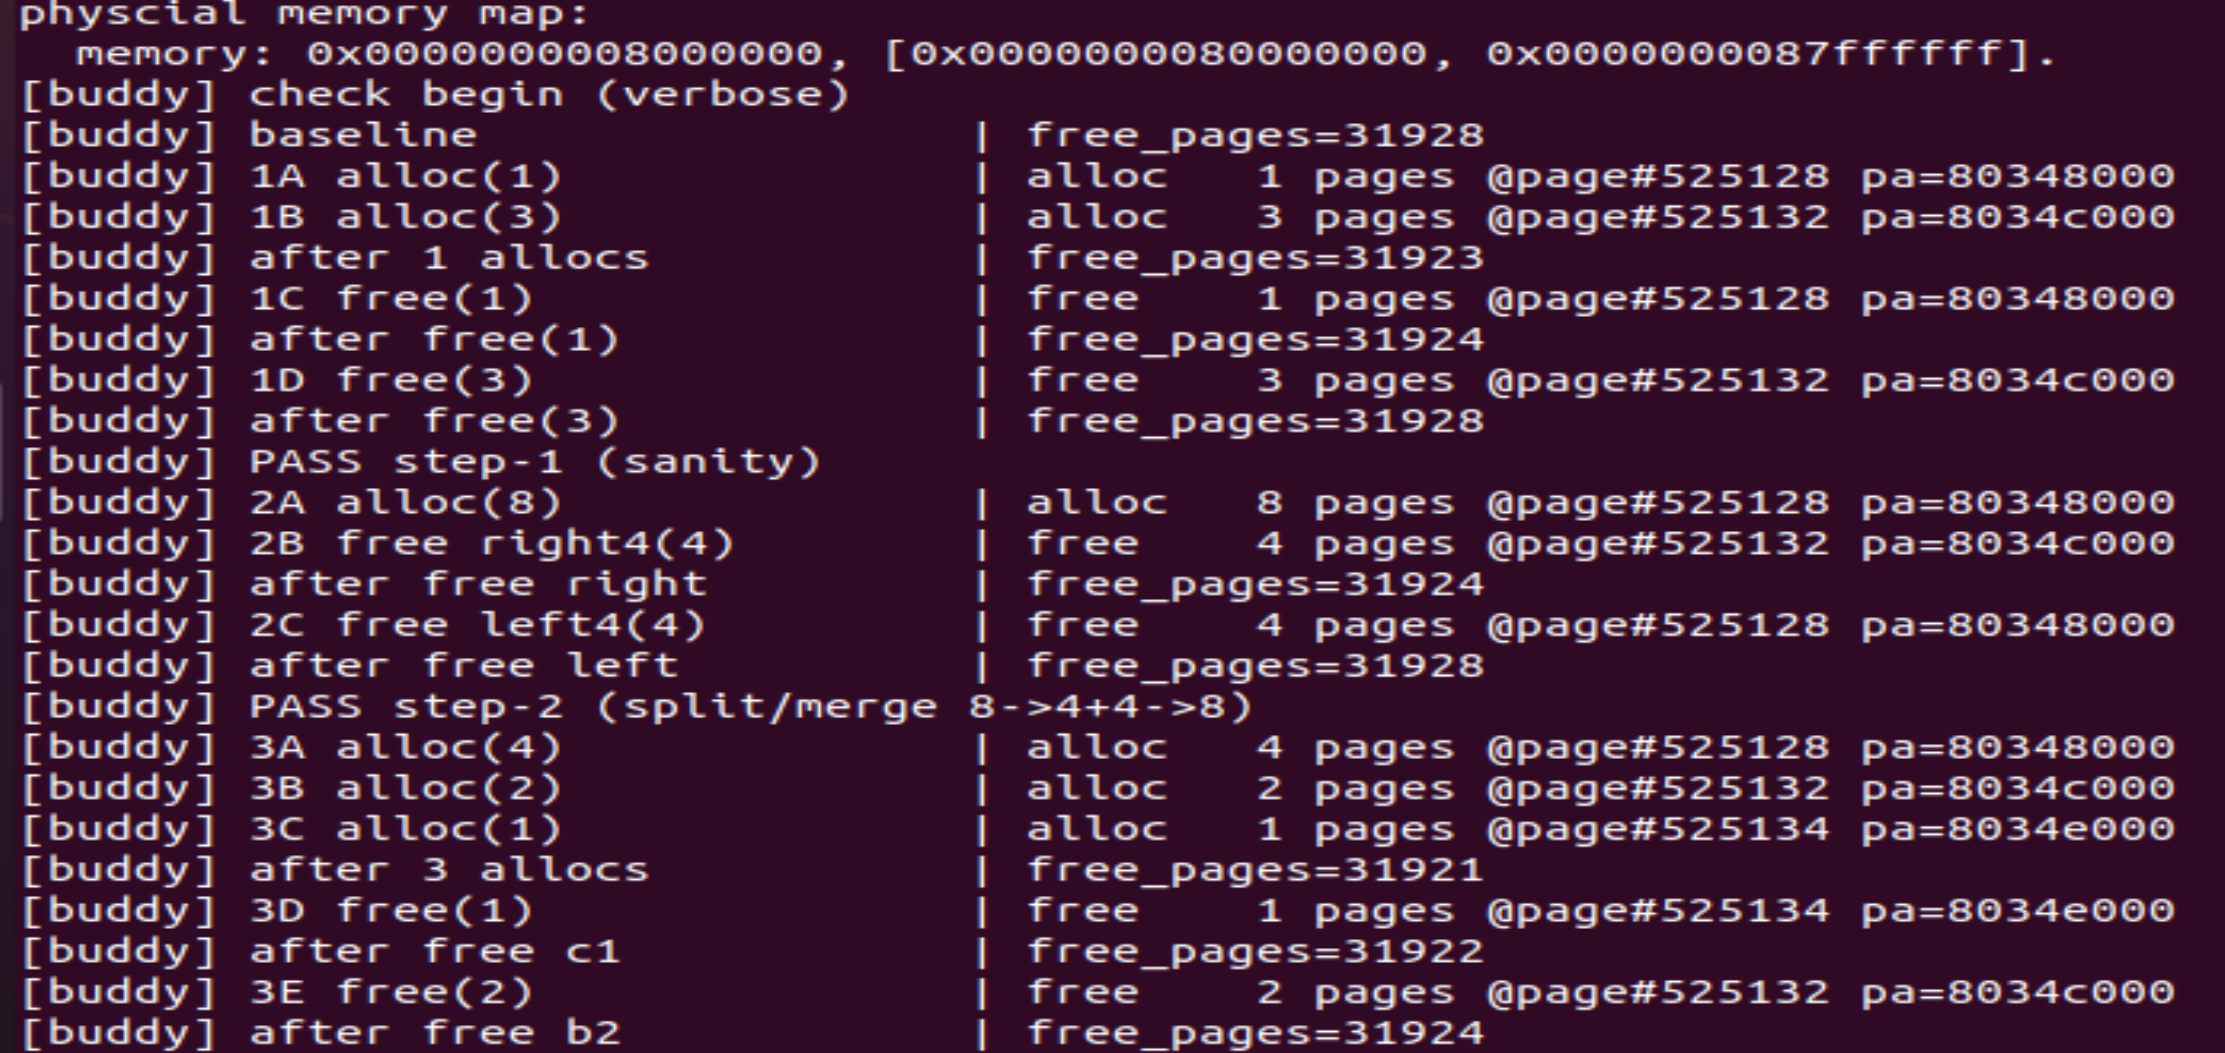 physcial memory map:
  memory: 0x0000000008000000, [0x0000000080000000, 0x0000000087ffffff].
[buddy] check begin (verbose)
[buddy] baseline                  | free_pages=31928
[buddy] 1A alloc(1)               | alloc   1 pages @page#525128 pa=80348000
[buddy] 1B alloc(3)               | alloc   3 pages @page#525132 pa=8034c000
[buddy] after 1 allocs            | free_pages=31923
[buddy] 1C free(1)                | free    1 pages @page#525128 pa=80348000
[buddy] after free(1)             | free_pages=31924
[buddy] 1D free(3)                | free    3 pages @page#525132 pa=8034c000
[buddy] after free(3)             | free_pages=31928
[buddy] PASS step-1 (sanity)
[buddy] 2A alloc(8)               | alloc   8 pages @page#525128 pa=80348000
[buddy] 2B free right4(4)         | free    4 pages @page#525132 pa=8034c000
[buddy] after free right          | free_pages=31924
[buddy] 2C free left4(4)          | free    4 pages @page#525128 pa=80348000
[buddy] after free left           | free_pages=31928
[buddy] PASS step-2 (split/merge 8->4+4->8)
[buddy] 3A alloc(4)               | alloc   4 pages @page#525128 pa=80348000
[buddy] 3B alloc(2)               | alloc   2 pages @page#525132 pa=8034c000
[buddy] 3C alloc(1)               | alloc   1 pages @page#525134 pa=8034e000
[buddy] after 3 allocs            | free_pages=31921
[buddy] 3D free(1)                | free    1 pages @page#525134 pa=8034e000
[buddy] after free c1             | free_pages=31922
[buddy] 3E free(2)                | free    2 pages @page#525132 pa=8034c000
[buddy] after free b2             | free_pages=31924